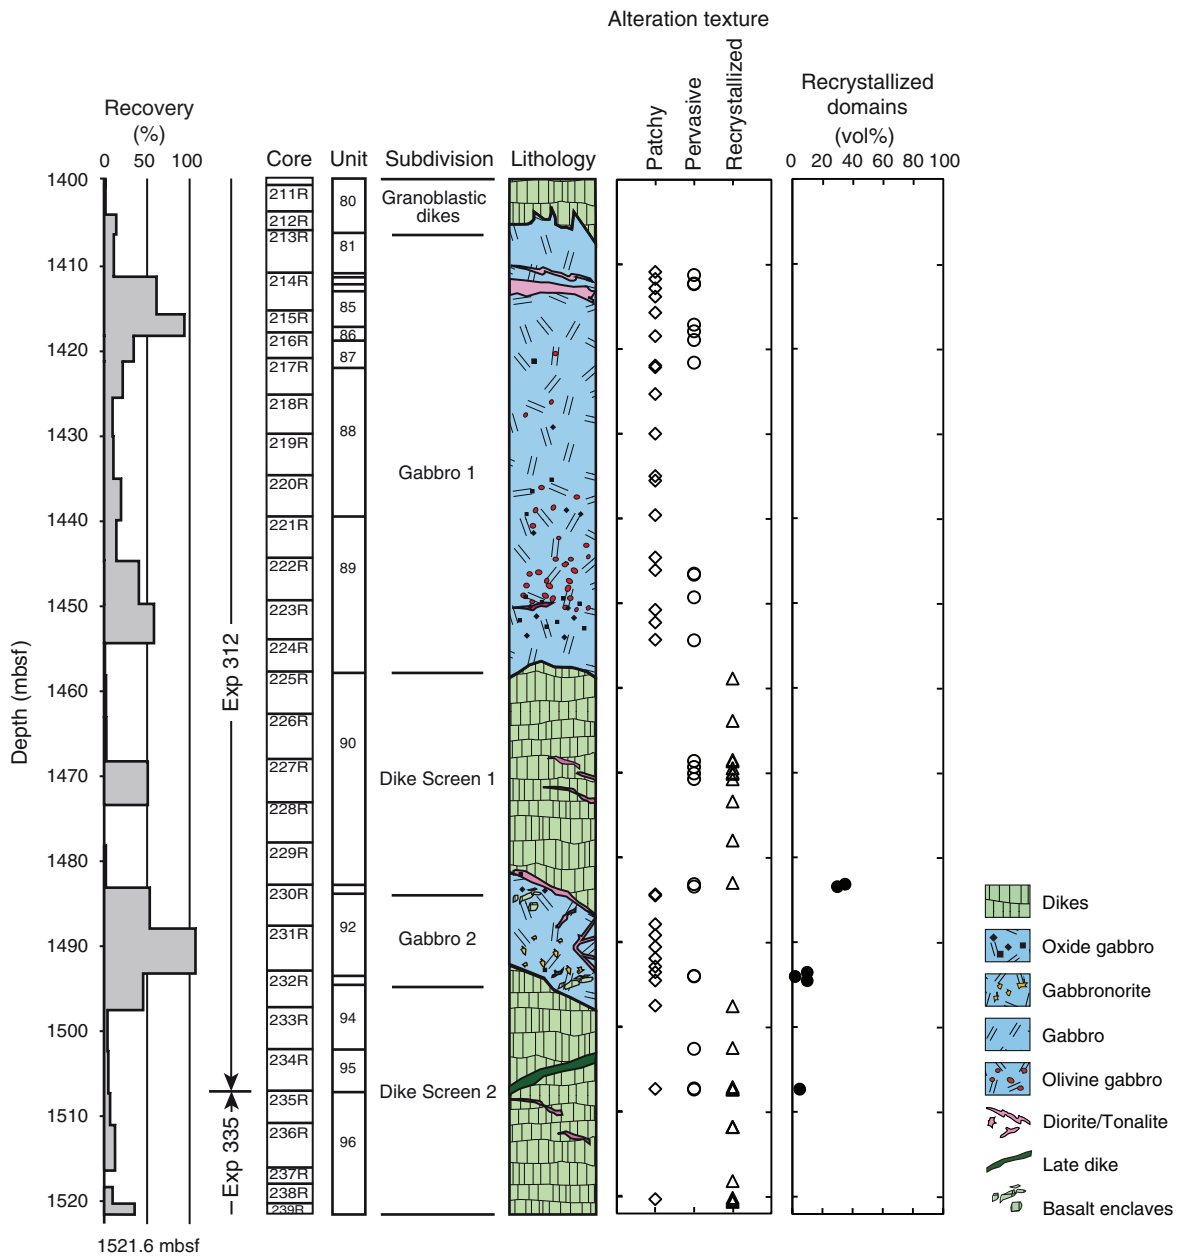 Alteration texture
Recovery
(%)
0 50 100
Core
Unit
Subdivision
Lithology
Patchy
Pervasive
Recrystallized
Recrystallized
domains
(vol%)
0 20 40 60 80 100
Depth (mbsf)
1400
1410
1420
1430
1440
1450
1460
1470
1480
1490
1500
1510
1520
1521.6 mbsf
Exp 312
Exp 335
211R
212R
213R
214R
215R
216R
217R
218R
219R
220R
221R
222R
223R
224R
225R
226R
227R
228R
229R
230R
231R
232R
233R
234R
235R
236R
237R
238R
239R
80
81
85
86
87
88
89
90
92
94
95
96
Granoblastic
dikes
Gabbro 1
Dike Screen 1
Gabbro 2
Dike Screen 2
Dikes
Oxide gabbro
Gabbronorite
Gabbro
Olivine gabbro
Diorite/Tonalite
Late dike
Basalt enclaves